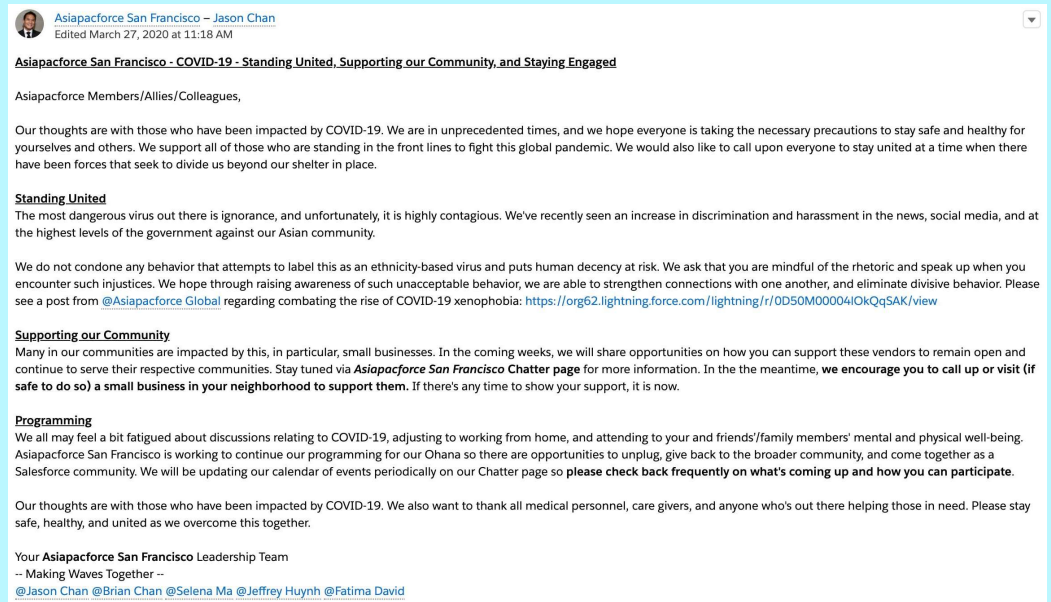 Asiapacforce San Francisco – Jason Chan
Edited March 27, 2020 at 11:18 AM
Asiapacforce San Francisco - COVID-19 - Standing United, Supporting our Community, and Staying Engaged
Asiapacforce Members/Allies/Colleagues,
Our thoughts are with those who have been impacted by COVID-19. We are in unprecedented times, and we hope everyone is taking the necessary precautions to stay safe and healthy for
yourselves and others. We support all of those who are standing in the front lines to fight this global pandemic. We would also like to call upon everyone to stay united at a time when there
have been forces that seek to divide us beyond our shelter in place.
Standing United
The most dangerous virus out there is ignorance, and unfortunately, it is highly contagious. We've recently seen an increase in discrimination and harassment in the news, social media, and at
the highest levels of the government against our Asian community.
We do not condone any behavior that attempts to label this as an ethnicity-based virus and puts human decency at risk. We ask that you are mindful of the rhetoric and speak up when you
encounter such injustices. We hope through raising awareness of such unacceptable behavior, we are able to strengthen connections with one another, and eliminate divisive behavior. Please
see a post from @Asiapacforce Global regarding combating the rise of COVID-19 xenophobia: https://org62.lightning.force.com/lightning/r/0D50M00004IOkQqSAK/view
Supporting our Community
Many in our communities are impacted by this, in particular, small businesses. In the coming weeks, we will share opportunities on how you can support these vendors to remain open and
continue to serve their respective communities. Stay tuned via Asiapacforce San Francisco Chatter page for more information. In the the meantime, we encourage you to call up or visit (if
safe to do so) a small business in your neighborhood to support them. If there's any time to show your support, it is now.
Programming
We all may feel a bit fatigued about discussions relating to COVID-19, adjusting to working from home, and attending to your and friends'/family members' mental and physical well-being.
Asiapacforce San Francisco is working to continue our programming for our Ohana so there are opportunities to unplug, give back to the broader community, and come together as a
Salesforce community. We will be updating our calendar of events periodically on our Chatter page so please check back frequently on what's coming up and how you can participate.
Our thoughts are with those who have been impacted by COVID-19. We also want to thank all medical personnel, care givers, and anyone who's out there helping those in need. Please stay
safe, healthy, and united as we overcome this together.
Your Asiapacforce San Francisco Leadership Team
-- Making Waves Together --
@Jason Chan @Brian Chan @Selena Ma @Jeffrey Huynh @Fatima David